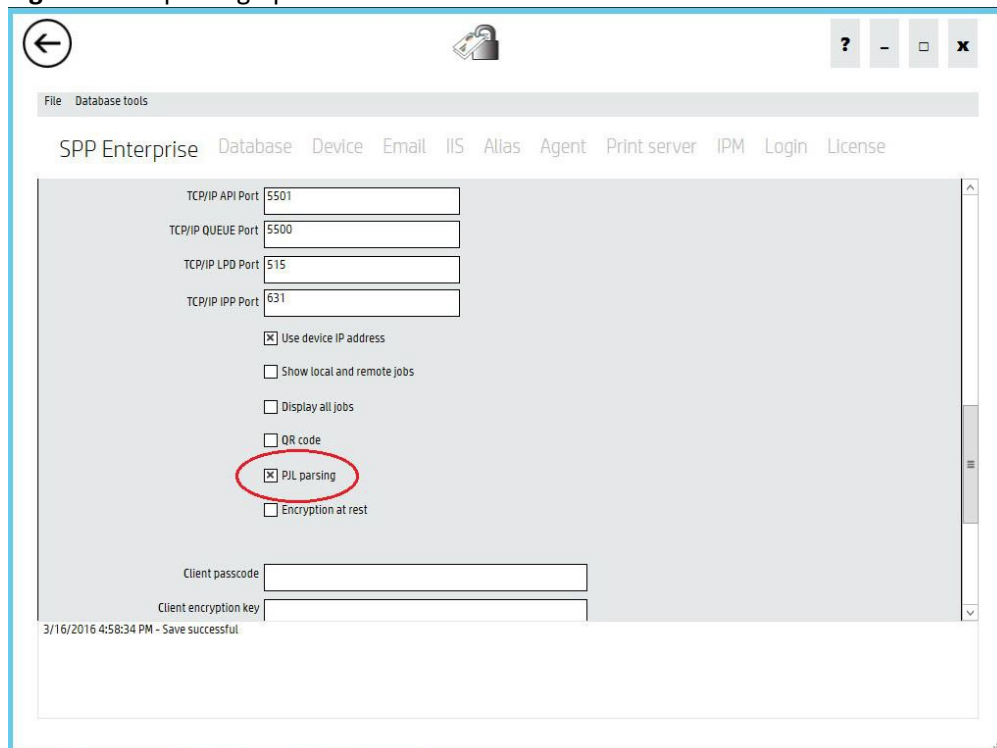 ? - □ x
File Database tools
SPP Enterprise Database Device Email IIS Alias Agent Print server IPM Login License
TCP/IP API Port 5501
TCP/IP QUEUE Port 5500
TCP/IP LPD Port 515
TCP/IP IPP Port 631
Use device IP address
Show local and remote jobs
Display all jobs
QR code
PJL parsing
Encryption at rest
Client passcode
Client encryption key
3/16/2016 4:58:34 PM - Save successful